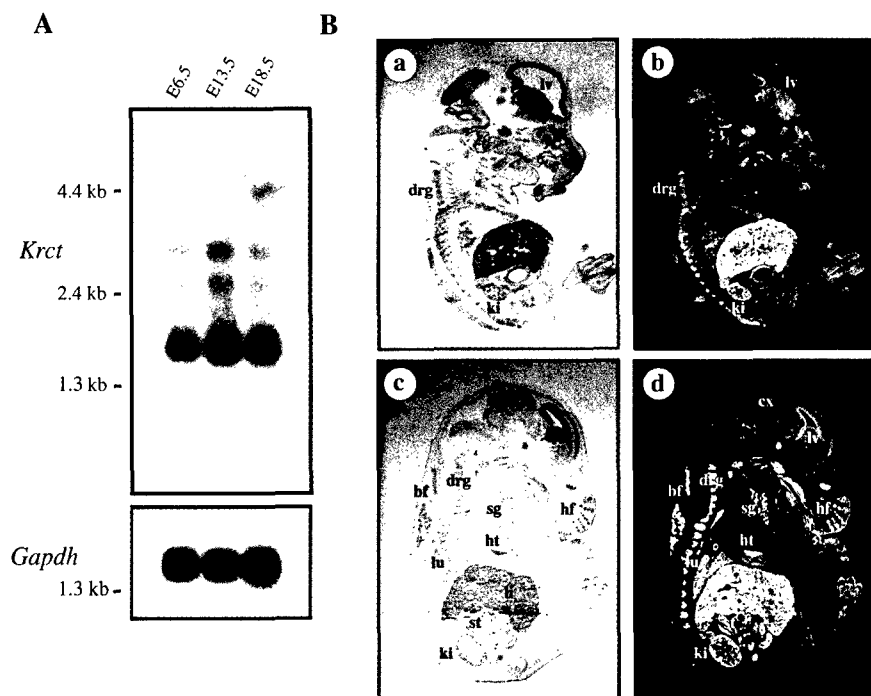 A
E6.5 E13.5 E18.5
4.4 kb
Krct
2.4 kb
1.3 kb
Gapdh
1.3 kb
B
a
lv
drg
ki
b
lv
drg
ki
c
bf
drg
sg
hf
ht
lu
li
st
ki
d
cx
lv
bf
drg
sg
hf
ht
lu
ki